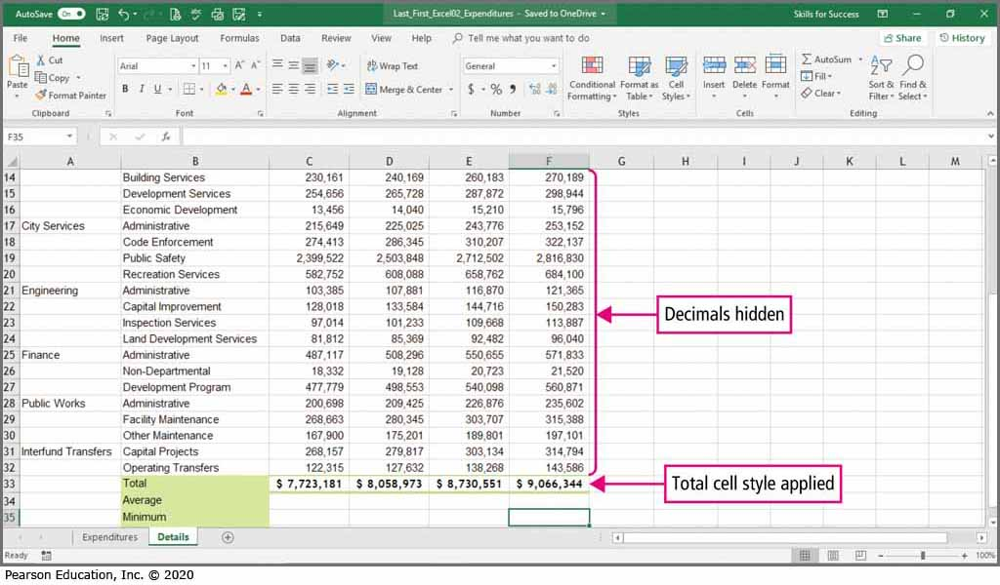 AutoSave On Last_First_Excel02_Expenditures - Saved to OneDrive Skills for Success
File Home Insert Page Layout Formulas Data Review View Help Tell me what you want to do Share History
Paste Cut Copy Format Painter Clipboard
Arial 11 B I U A Font
Wrap Text Merge & Center Alignment
General $ % , Number
Conditional Formatting Format as Table Cell Styles Styles
Insert Delete Format Cells
AutoSum Fill Clear Sort & Filter Find & Select Editing
F35 fx
A B C D E F G H I J K L M
14 Building Services 230,161 240,169 260,183 270,189
15 Development Services 254,656 265,728 287,872 298,944
16 Economic Development 13,456 14,040 15,210 15,796
17 City Services Administrative 215,649 225,025 243,776 253,152
18 Code Enforcement 274,413 286,345 310,207 322,137
19 Public Safety 2,399,522 2,503,848 2,712,502 2,816,830
20 Recreation Services 582,752 608,088 658,762 684,100
21 Engineering Administrative 103,385 107,881 116,870 121,365
22 Capital Improvement 128,018 133,584 144,716 150,283
Decimals hidden
23 Inspection Services 97,014 101,233 109,668 113,887
24 Land Development Services 81,812 85,369 92,482 96,040
25 Finance Administrative 487,117 508,296 550,655 571,833
26 Non-Departmental 18,332 19,128 20,723 21,520
27 Development Program 477,779 498,553 540,098 560,871
28 Public Works Administrative 200,698 209,425 226,876 235,602
29 Facility Maintenance 268,663 280,345 303,707 315,388
30 Other Maintenance 167,900 175,201 189,801 197,101
31 Interfund Transfers Capital Projects 268,157 279,817 303,134 314,794
32 Operating Transfers 122,315 127,632 138,268 143,586
33 Total $ 7,723,181 $ 8,058,973 $ 8,730,551 $ 9,066,344
Total cell style applied
34 Average
35 Minimum
Expenditures Details
Ready 100%
Pearson Education, Inc. © 2020